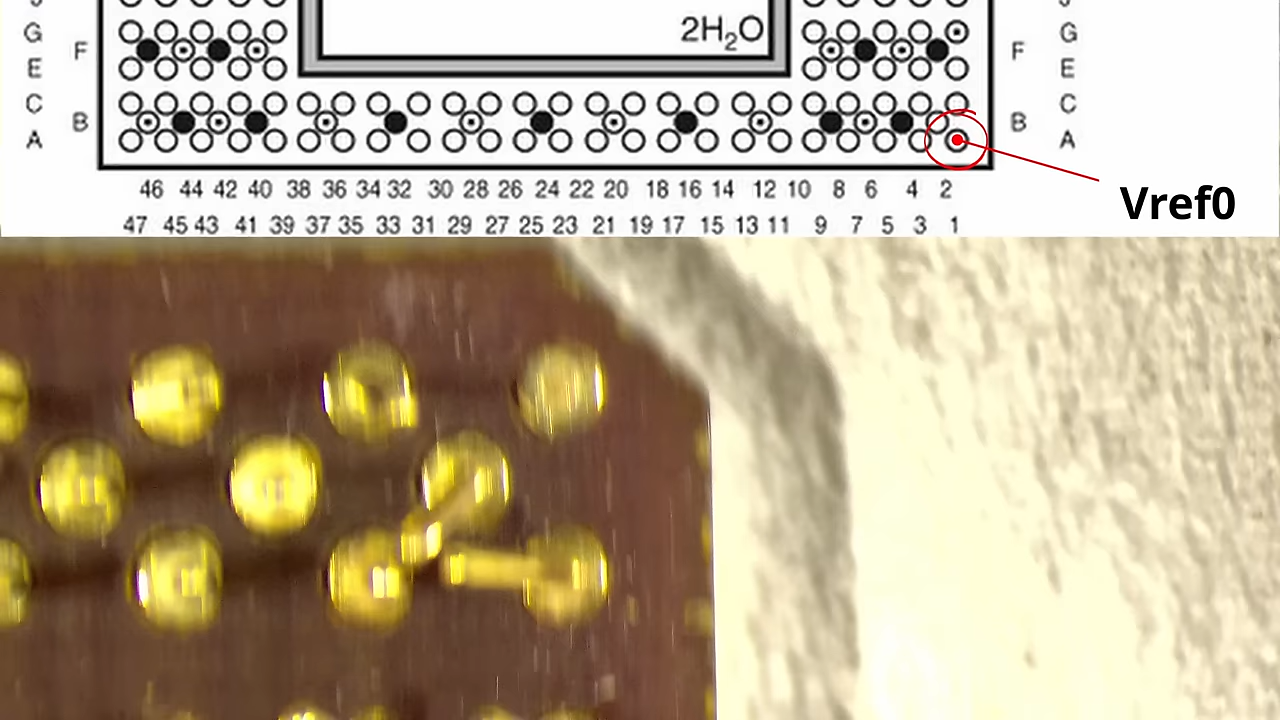 J J
G G
2H₂O
F F
E E
C C
B B
A A
46 44 42 40 38 36 34 32 30 28 26 24 22 20 18 16 14 12 10 8 6 4 2
Vref0
47 45 43 41 39 37 35 33 31 29 27 25 23 21 19 17 15 13 11 9 7 5 3 1